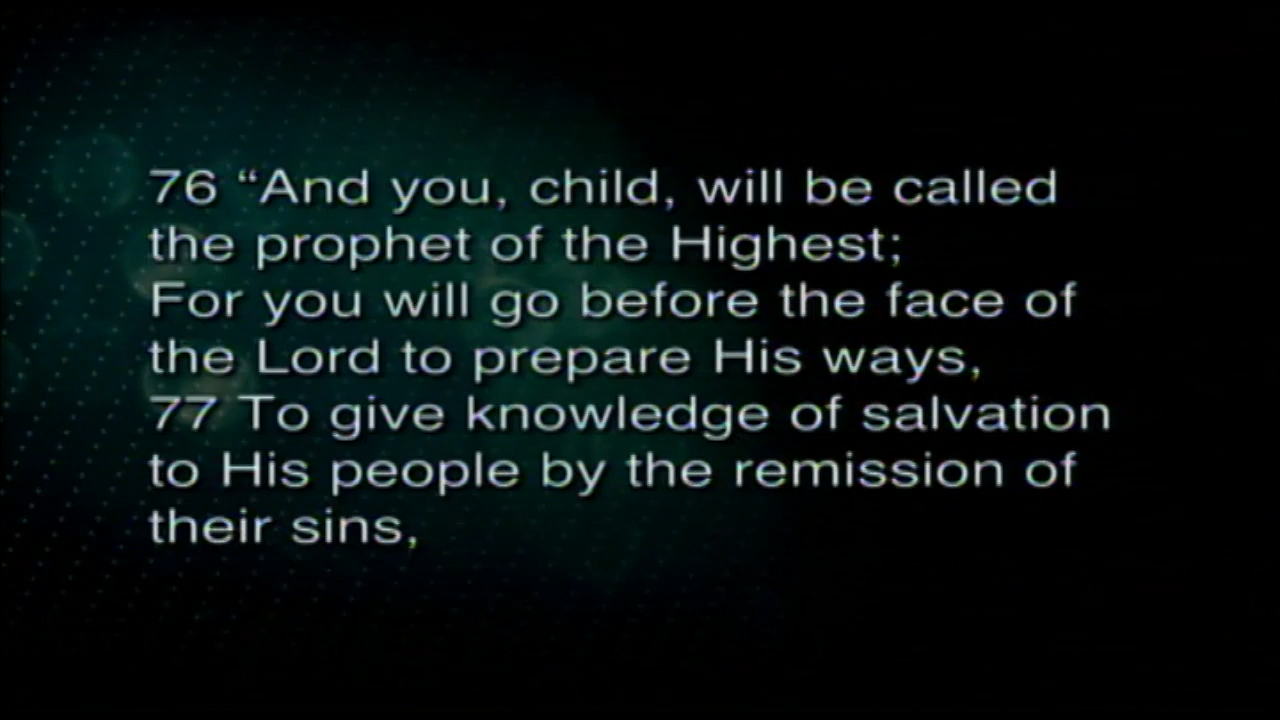 76 “And you, child, will be called
the prophet of the Highest;
For you will go before the face of
the Lord to prepare His ways,
77 To give knowledge of salvation
to His people by the remission of
their sins,